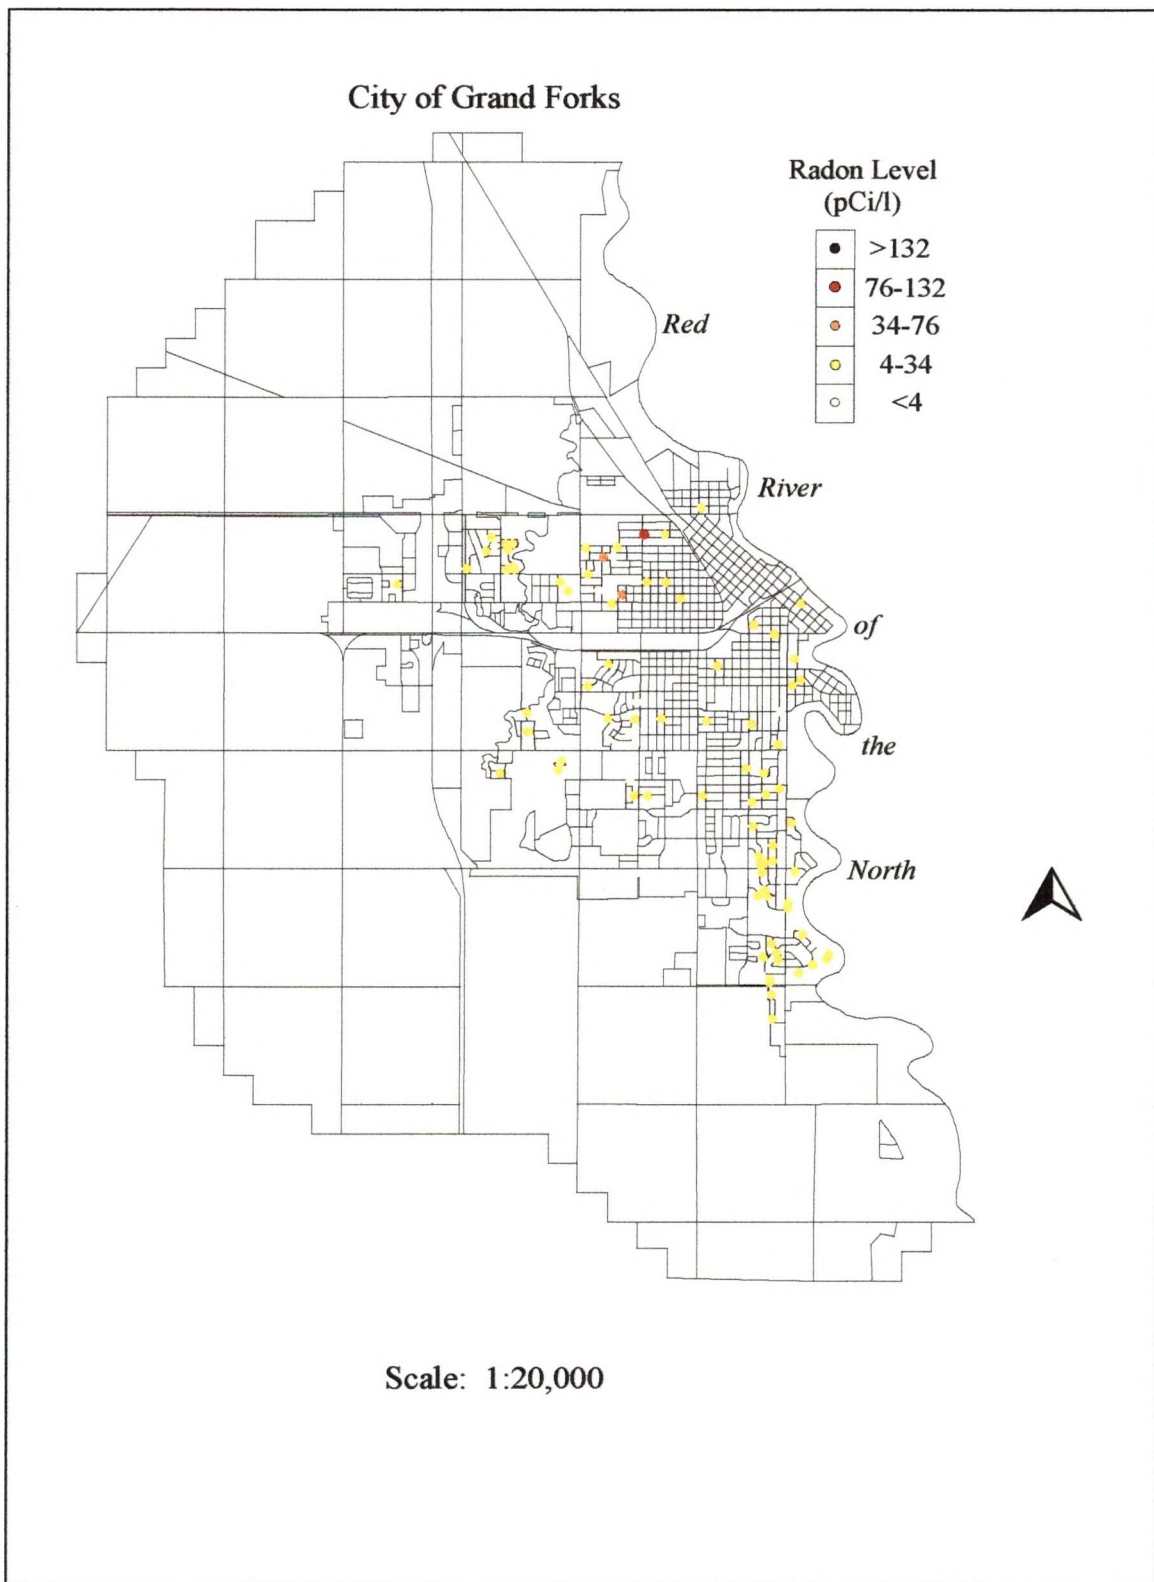 City of Grand Forks
Radon Level
(pCi/l)
>132
76-132
34-76
4-34
<4
Red
River
of
the
North
Scale: 1:20,000